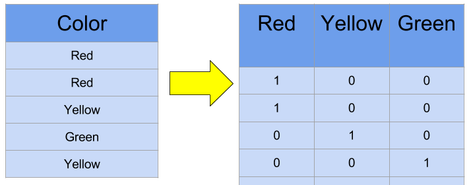 Color
Red
Red
Yellow
Green
Yellow
Red Yellow Green
1 0 0
1 0 0
0 1 0
0 0 1